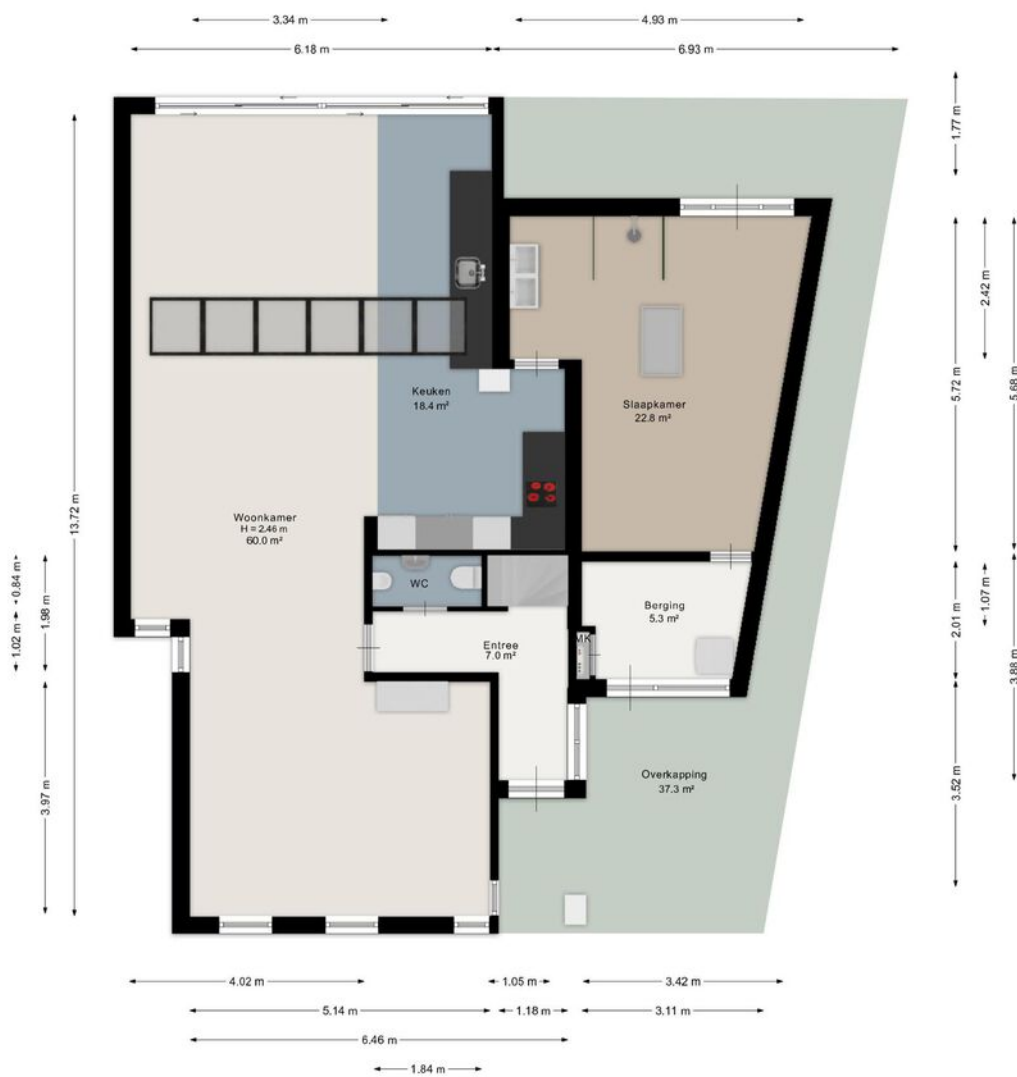 3.34 m
4.93 m
6.18 m
6.93 m
1.77 m
2.42 m
5.72 m
5.68 m
Keuken
18.4 m²
Slaapkamer
22.8 m²
Woonkamer
H = 2.46 m
60.0 m²
13.72 m
WC
0.84 m
1.98 m
1.02 m
Berging
5.3 m²
MK
Entree
7.0 m²
1.07 m
2.01 m
3.88 m
Overkapping
37.3 m²
3.97 m
3.52 m
4.02 m
1.05 m
3.42 m
5.14 m
1.18 m
3.11 m
6.46 m
1.84 m